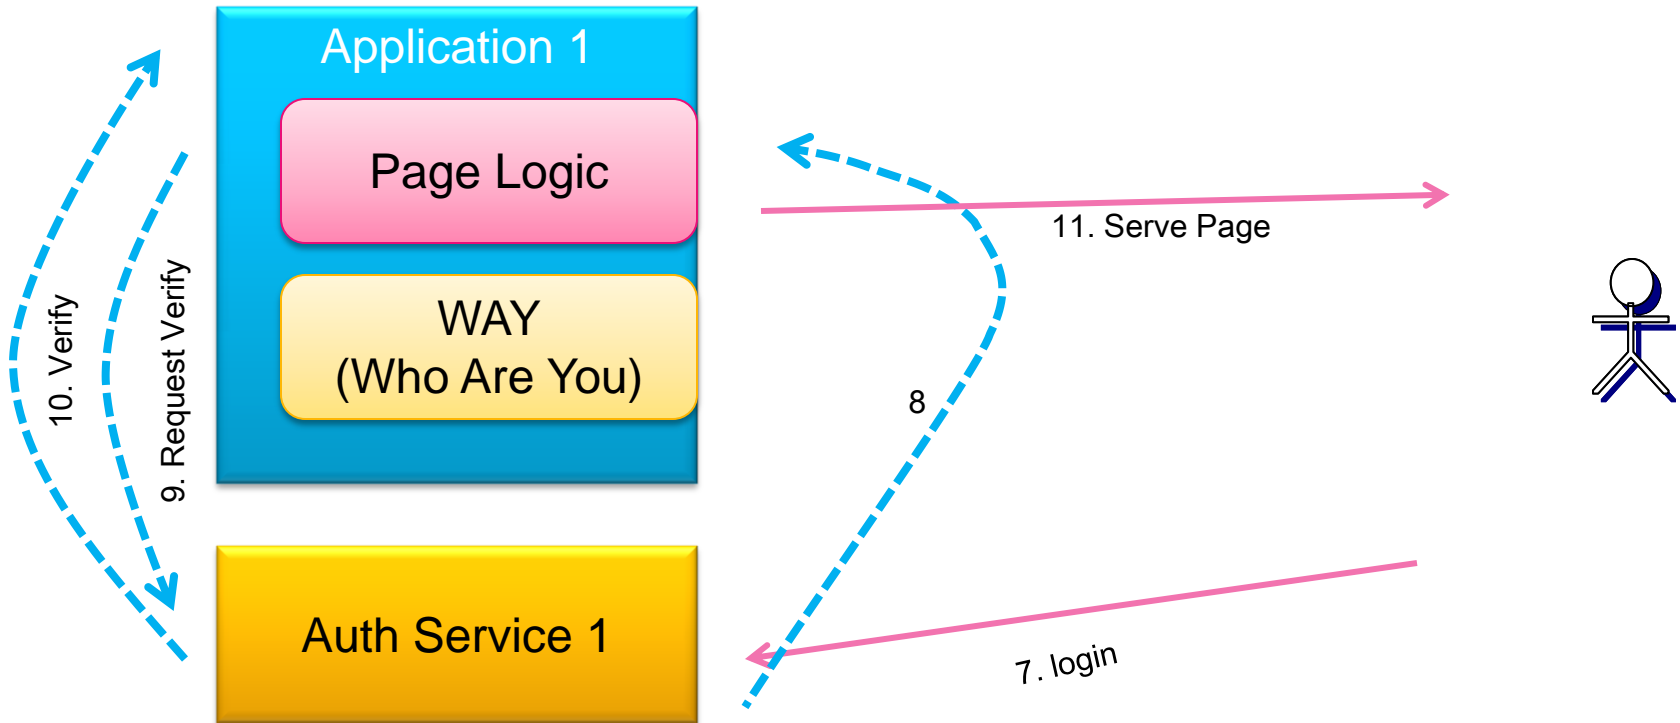 Application 1
Page Logic
WAY
(Who Are You)
Auth Service 1
10. Verify
9. Request Verify
8
11. Serve Page
7. login